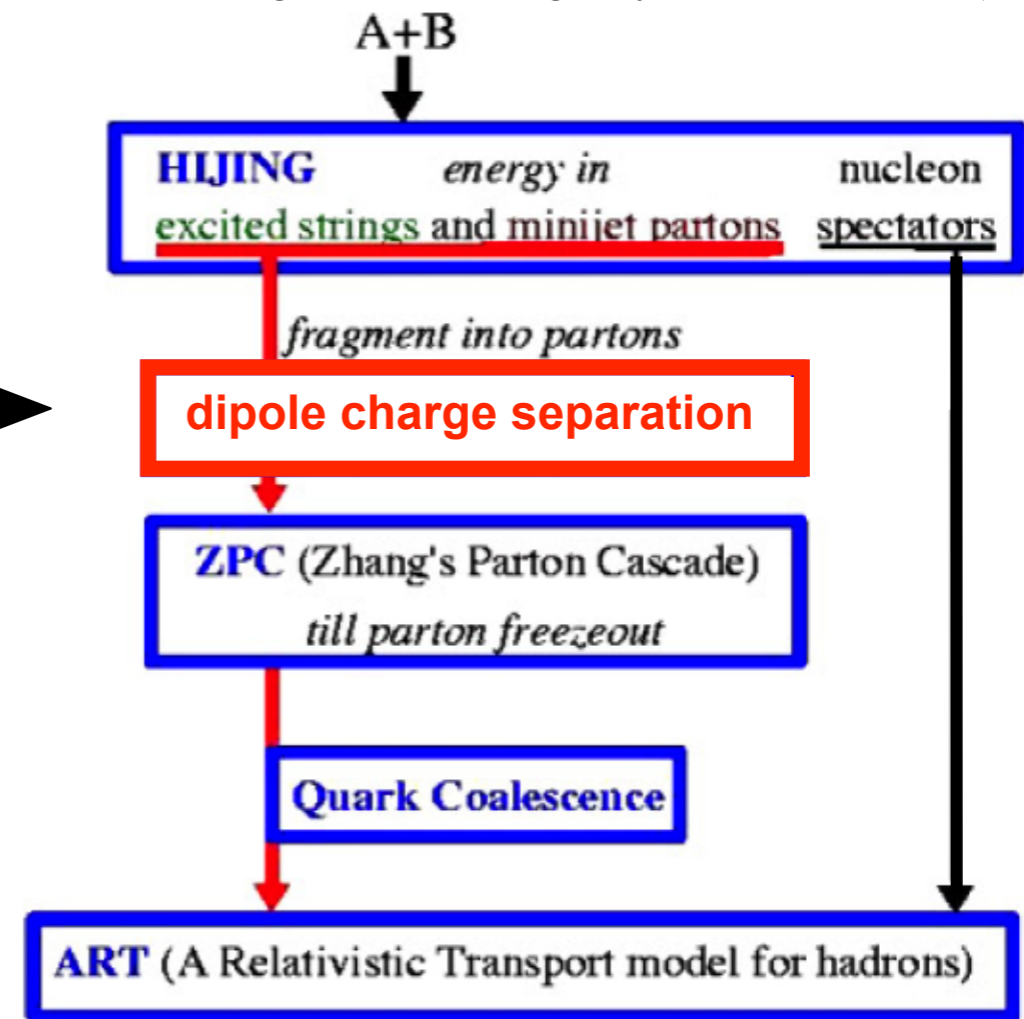 A+B
HIJING energy in nucleon
excited strings and minijet partons spectators
fragment into partons
dipole charge separation
ZPC (Zhang's Parton Cascade)
till parton freezeout
Quark Coalescence
ART (A Relativistic Transport model for hadrons)